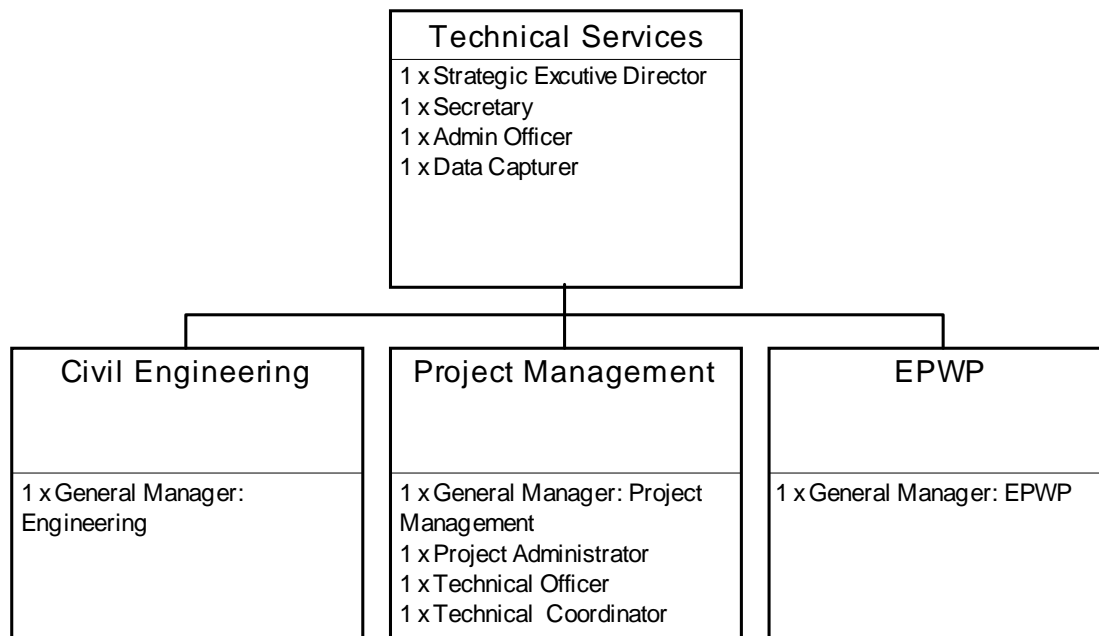 Technical Services
1 x Strategic Excutive Director
1 x Secretary
1 x Admin Officer
1 x Data Capturer
Civil Engineering
1 x General Manager:
Engineering
Project Management
1 x General Manager: Project
Management
1 x Project Administrator
1 x Technical Officer
1 x Technical Coordinator
EPWP
1 x General Manager: EPWP